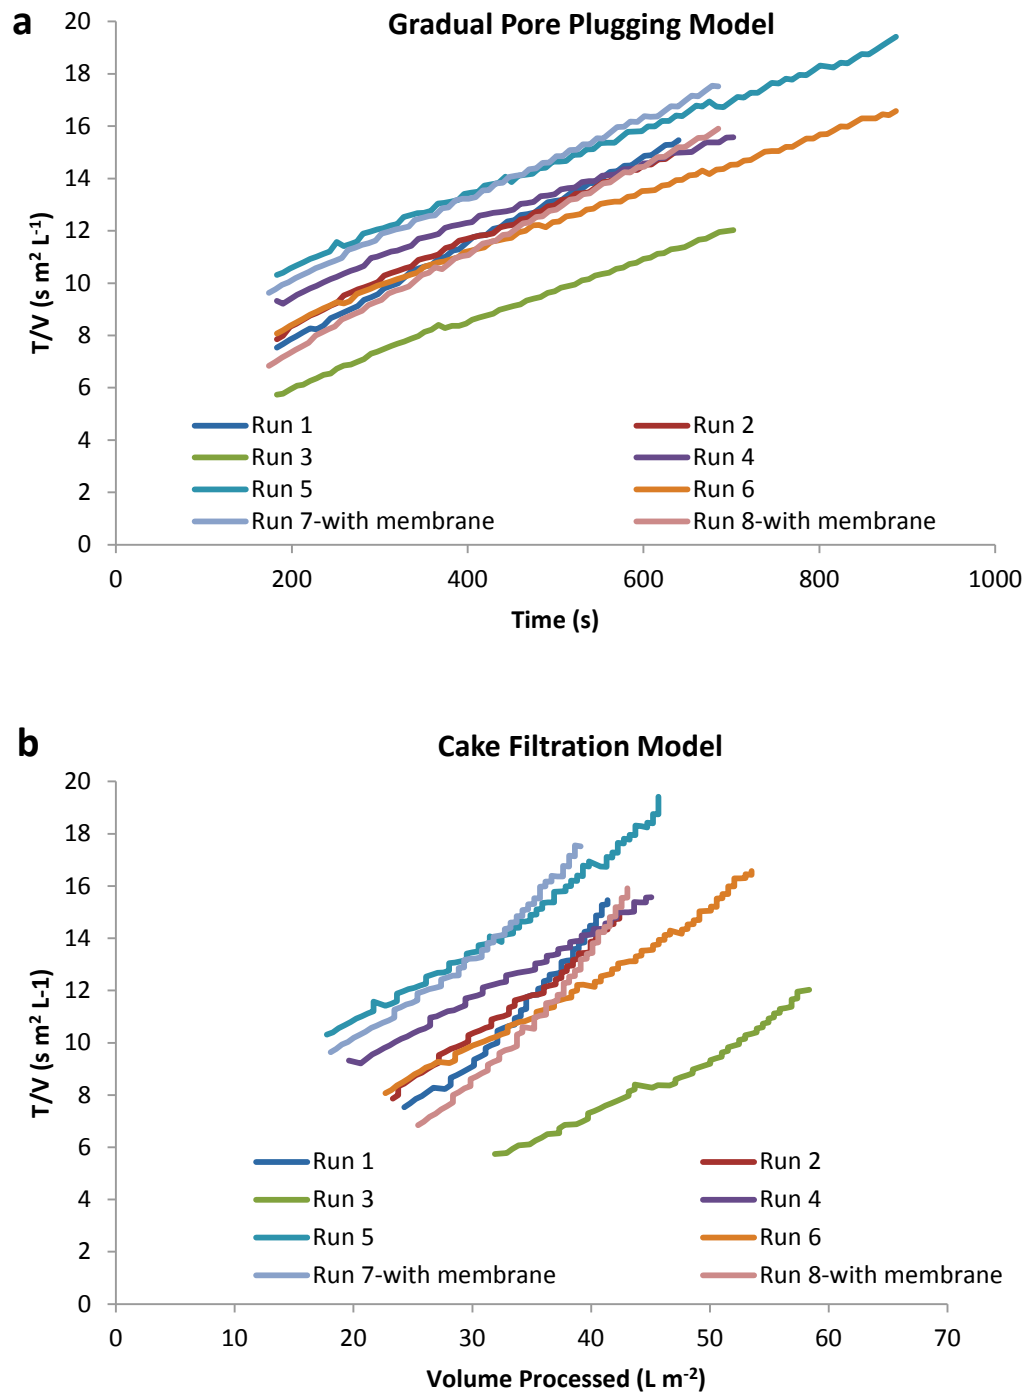 a
Gradual Pore Plugging Model
T/V (s m² L⁻¹)
20
18
16
14
12
10
8
6
4
2
0
Run 1
Run 2
Run 3
Run 4
Run 5
Run 6
Run 7-with membrane
Run 8-with membrane
0 200 400 600 800 1000
Time (s)
b
Cake Filtration Model
T/V (s m² L-1)
20
18
16
14
12
10
8
6
4
2
0
Run 1
Run 2
Run 3
Run 4
Run 5
Run 6
Run 7-with membrane
Run 8-with membrane
0 10 20 30 40 50 60 70
Volume Processed (L m⁻²)